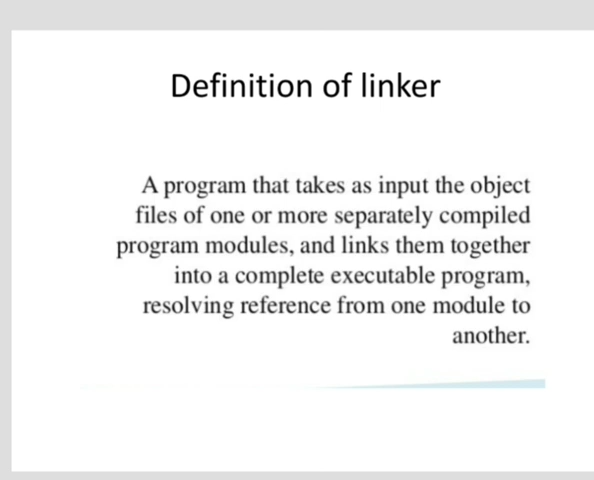 Definition of linker
A program that takes as input the object
files of one or more separately compiled
program modules, and links them together
into a complete executable program,
resolving reference from one module to
another.